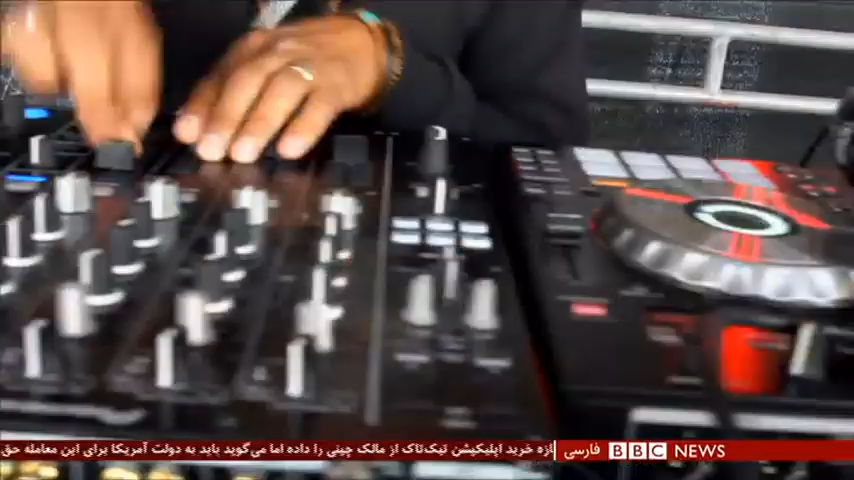 ازه خرید اپلیکیشن تیک‌تاک از مالک چینی را داده اما می‌گوید باید به دولت آمریکا برای این معامله حق
فارسی BBC NEWS